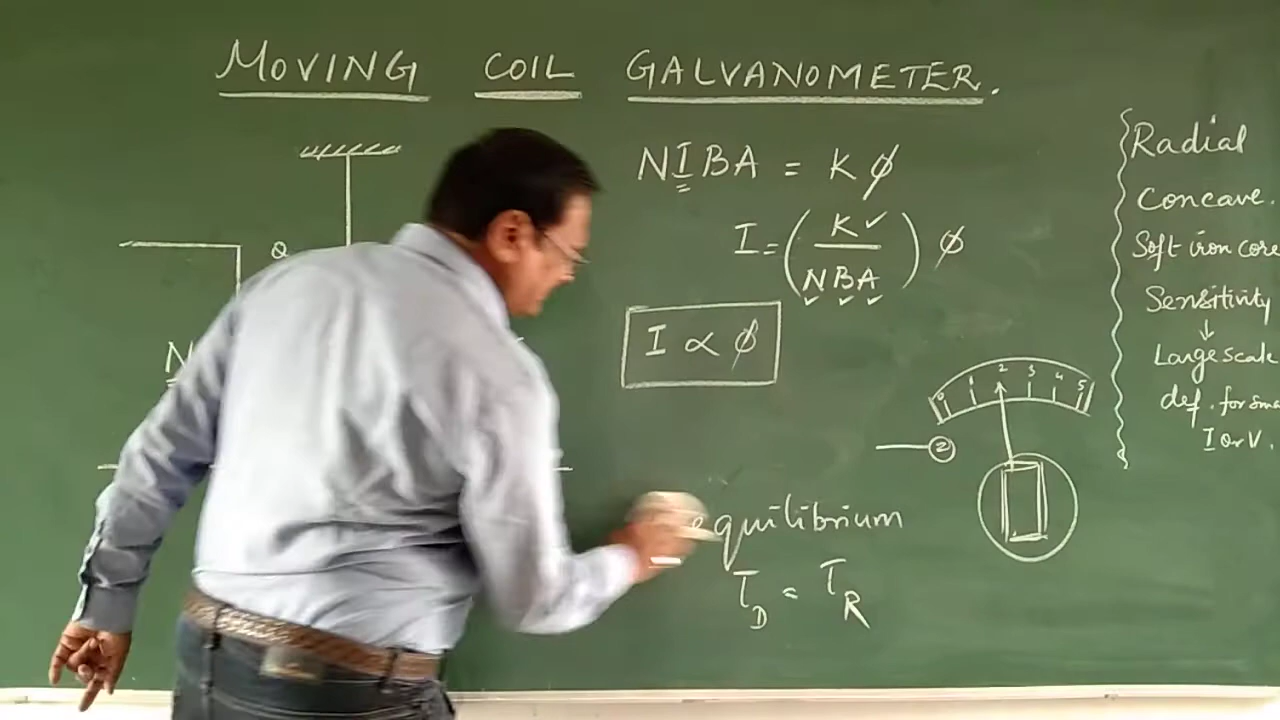 MOVING COIL GALVANOMETER.
Q
N
NIBA = Kφ
I = (K / NBA) φ
I ∝ φ
equilibrium
τD = τR
0 1 2 3 4 5
2
Radial
Concave.
Soft iron core
Sensitivity
↓
Large scale
def. for sma
I or V.